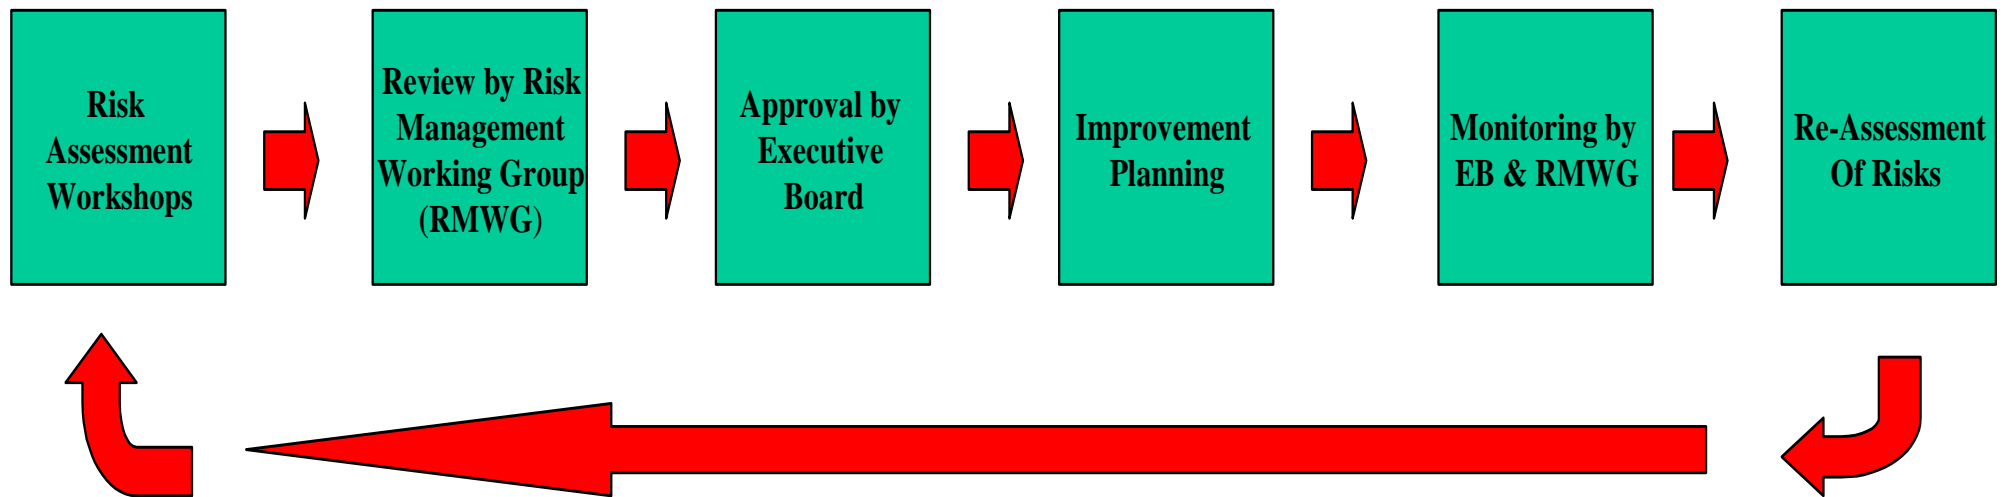 Risk
Assessment
Workshops
Review by Risk
Management
Working Group
(RMWG)
Approval by
Executive
Board
Improvement
Planning
Monitoring by
EB & RMWG
Re-Assessment
Of Risks